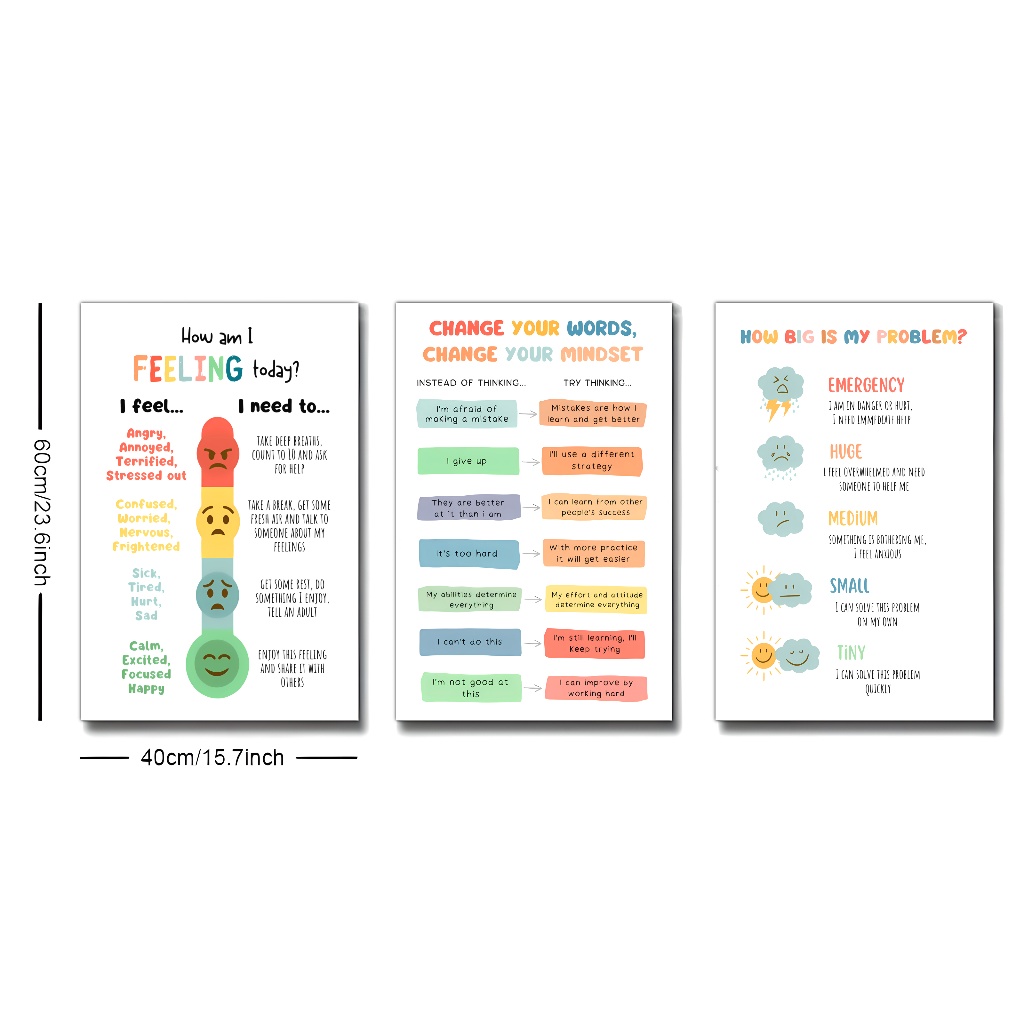 How am I
FEELING today?
I feel... I need to...
Angry,
Annoyed,
Terrified,
Stressed out
TAKE DEEP BREATHS,
COUNT TO 10 AND ASK
FOR HELP
Confused,
Worried,
Nervous,
Frightened
TAKE A BREAK, GET SOME
FRESH AIR AND TALK TO
SOMEONE ABOUT MY
FEELINGS
Sick,
Tired,
Hurt,
Sad
GET SOME REST, DO
SOMETHING I ENJOY,
TELL AN ADULT
Calm,
Excited,
Focused
Happy
ENJOY THIS FEELING
AND SHARE IT WITH
OTHERS
CHANGE YOUR WORDS,
CHANGE YOUR MINDSET
INSTEAD OF THINKING... TRY THINKING...
I'm afraid of
making a mistake
Mistakes are how I
learn and get better
I give up
I'll use a different
strategy
They are better
at it than i am
I can learn from other
people's success
it's too hard
With more practice
it will get easier
My abilities determine
everything
My effort and attitude
determine everything
I can't do this
I'm still learning, I'll
keep trying
I'm not good at
this
I can improve by
working hard
HOW BIG IS MY PROBLEM?
EMERGENCY
I AM IN DANGER OR HURT,
I NEED IMMEDIATE HELP
HUGE
I FEEL OVERWHELMED AND NEED
SOMEONE TO HELP ME
MEDIUM
SOMETHING IS BOTHERING ME,
I FEEL ANXIOUS
SMALL
I CAN SOLVE THIS PROBLEM
ON MY OWN
TiNY
I CAN SOLVE THIS PROBLEM
QUICKLY
60cm/23.6inch
40cm/15.7inch